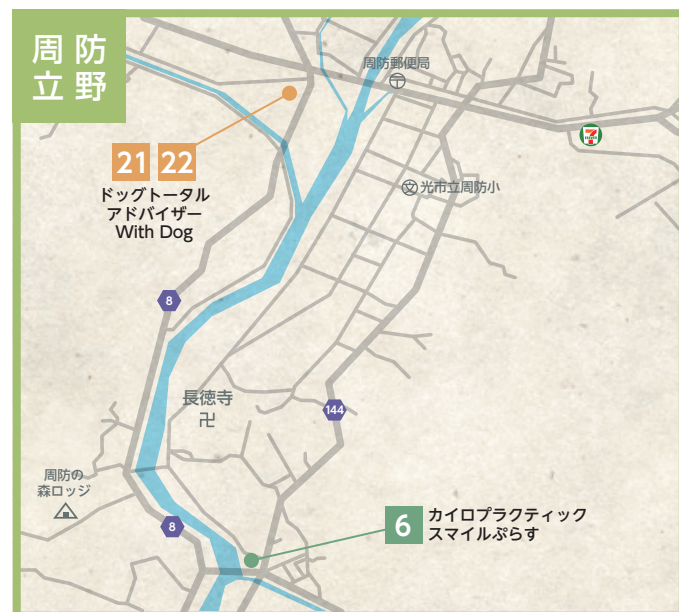 周防
立野
周防郵便局
21 22
ドッグトータル
アドバイザー
With Dog
文 光市立周防小
7
8
長徳寺
卍
144
周防の
森ロッジ
8
6 カイロプラクティック
スマイルぷらす